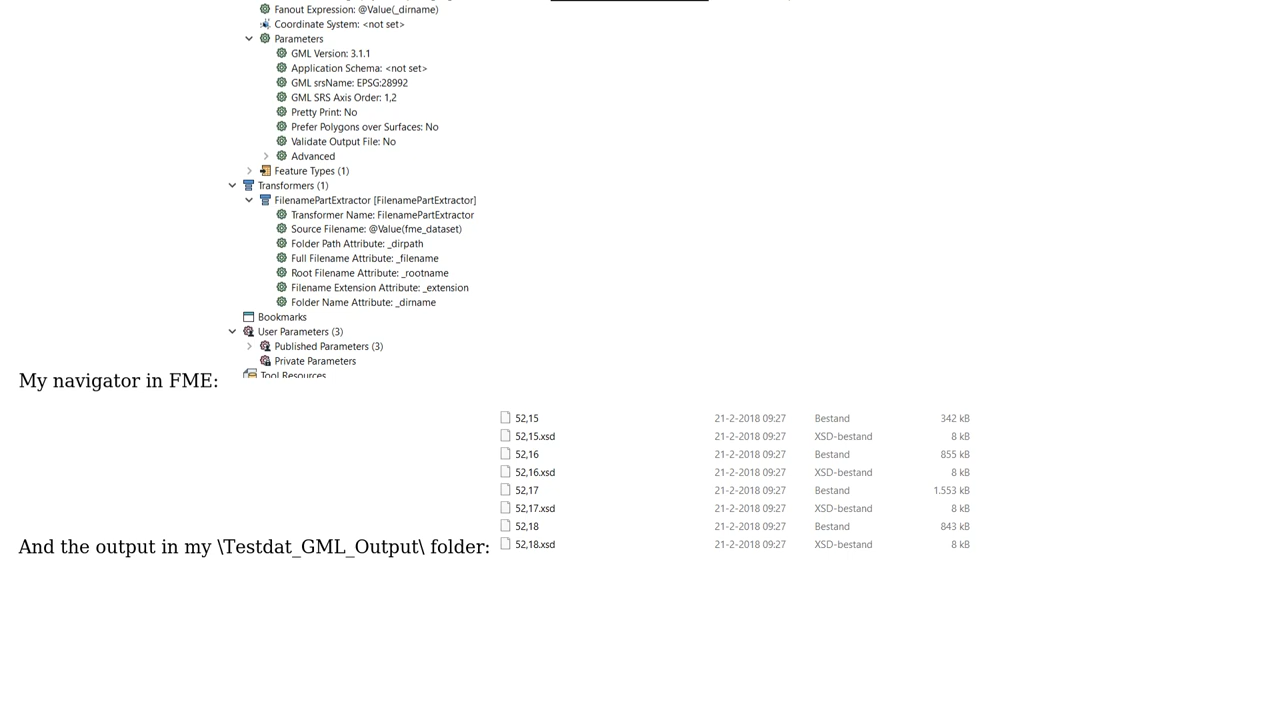 Fanout Expression: @Value(_dirname)
Coordinate System: <not set>
Parameters
GML Version: 3.1.1
Application Schema: <not set>
GML srsName: EPSG:28992
GML SRS Axis Order: 1,2
Pretty Print: No
Prefer Polygons over Surfaces: No
Validate Output File: No
Advanced
Feature Types (1)
Transformers (1)
FilenamePartExtractor [FilenamePartExtractor]
Transformer Name: FilenamePartExtractor
Source Filename: @Value(fme_dataset)
Folder Path Attribute: _dirpath
Full Filename Attribute: _filename
Root Filename Attribute: _rootname
Filename Extension Attribute: _extension
Folder Name Attribute: _dirname
Bookmarks
User Parameters (3)
Published Parameters (3)
Private Parameters
Tool Resources
My navigator in FME:
52,15 21-2-2018 09:27 Bestand 342 kB
52,15.xsd 21-2-2018 09:27 XSD-bestand 8 kB
52,16 21-2-2018 09:27 Bestand 855 kB
52,16.xsd 21-2-2018 09:27 XSD-bestand 8 kB
52,17 21-2-2018 09:27 Bestand 1.553 kB
52,17.xsd 21-2-2018 09:27 XSD-bestand 8 kB
52,18 21-2-2018 09:27 Bestand 843 kB
52,18.xsd 21-2-2018 09:27 XSD-bestand 8 kB
And the output in my \Testdat_GML_Output\ folder: